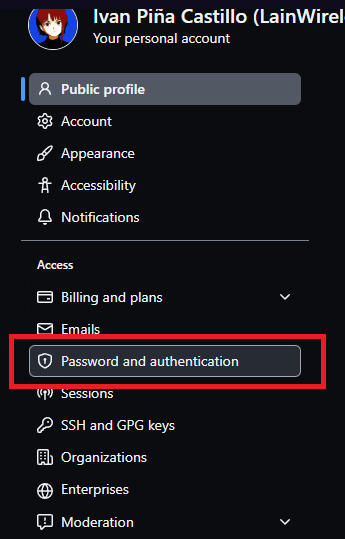 Ivan Piña Castillo (LainWirel
Your personal account
Public profile
Account
Appearance
Accessibility
Notifications
Access
Billing and plans
Emails
Password and authentication
Sessions
SSH and GPG keys
Organizations
Enterprises
Moderation